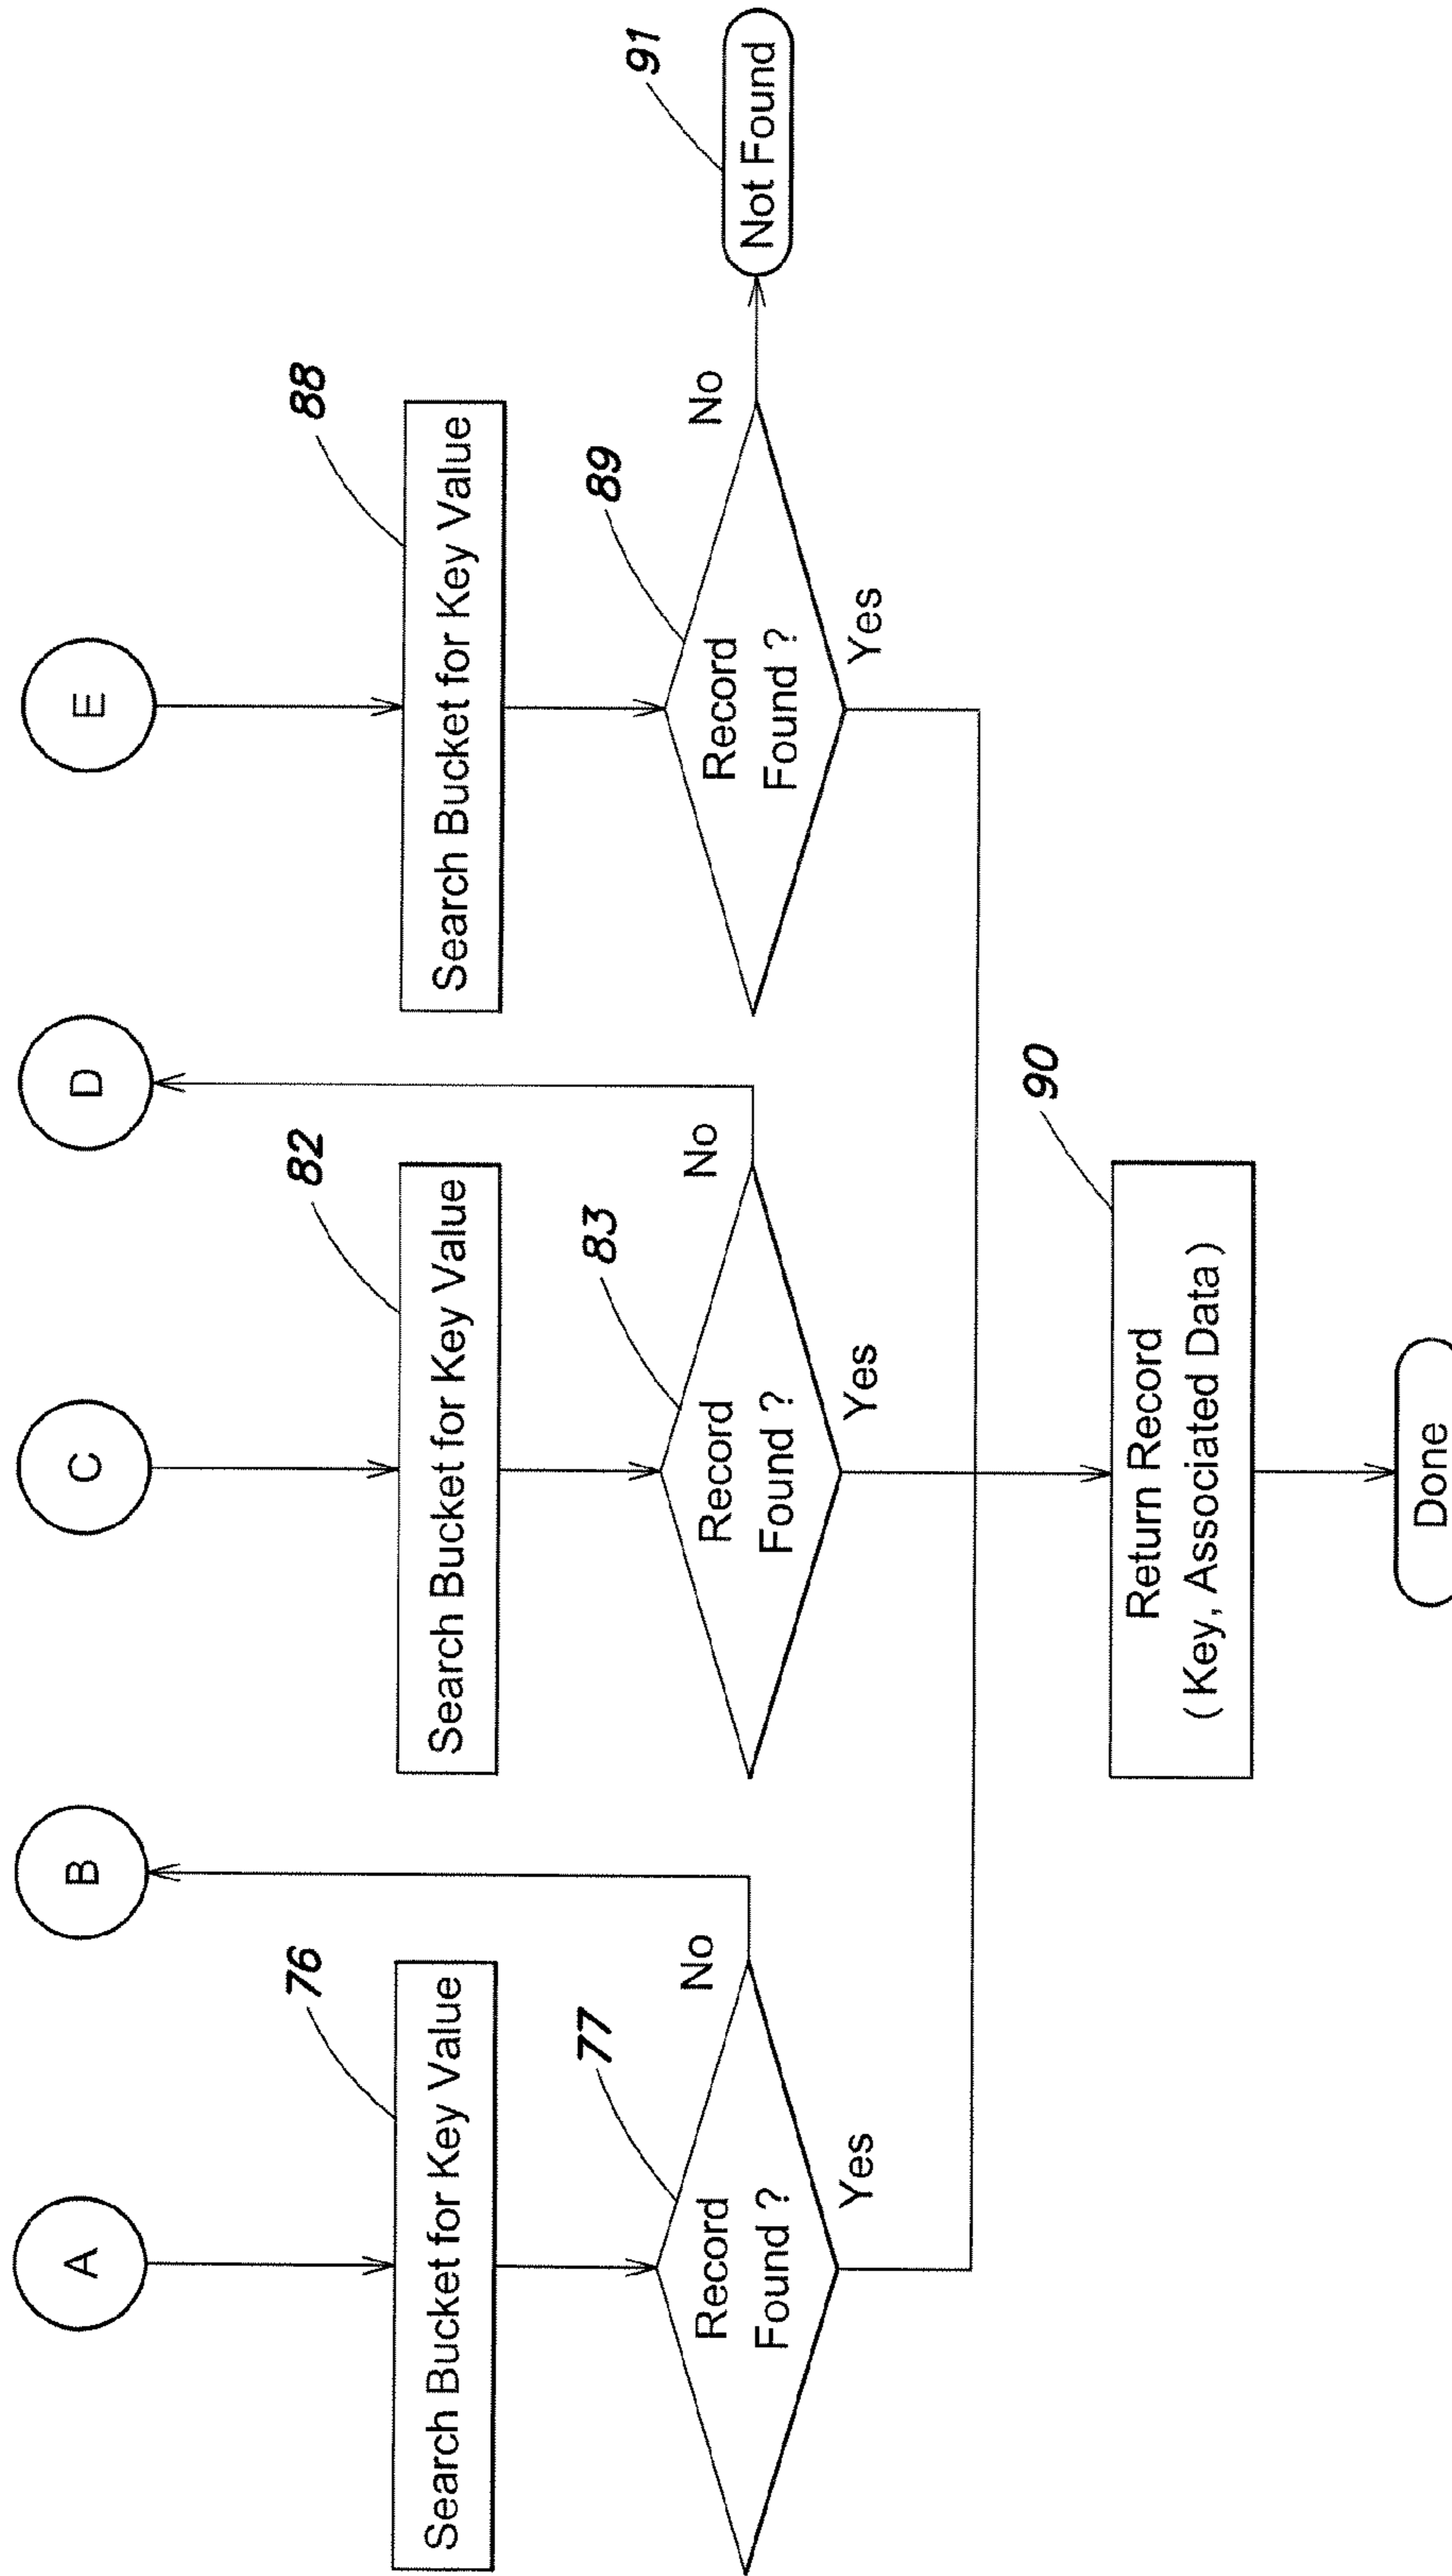 A
B
C
D
E
76
Search Bucket for Key Value
82
Search Bucket for Key Value
88
Search Bucket for Key Value
77
Record
Found ?
No
Yes
83
Record
Found ?
No
Yes
89
Record
Found ?
No
Yes
91
Not Found
90
Return Record
( Key, Associated Data )
Done